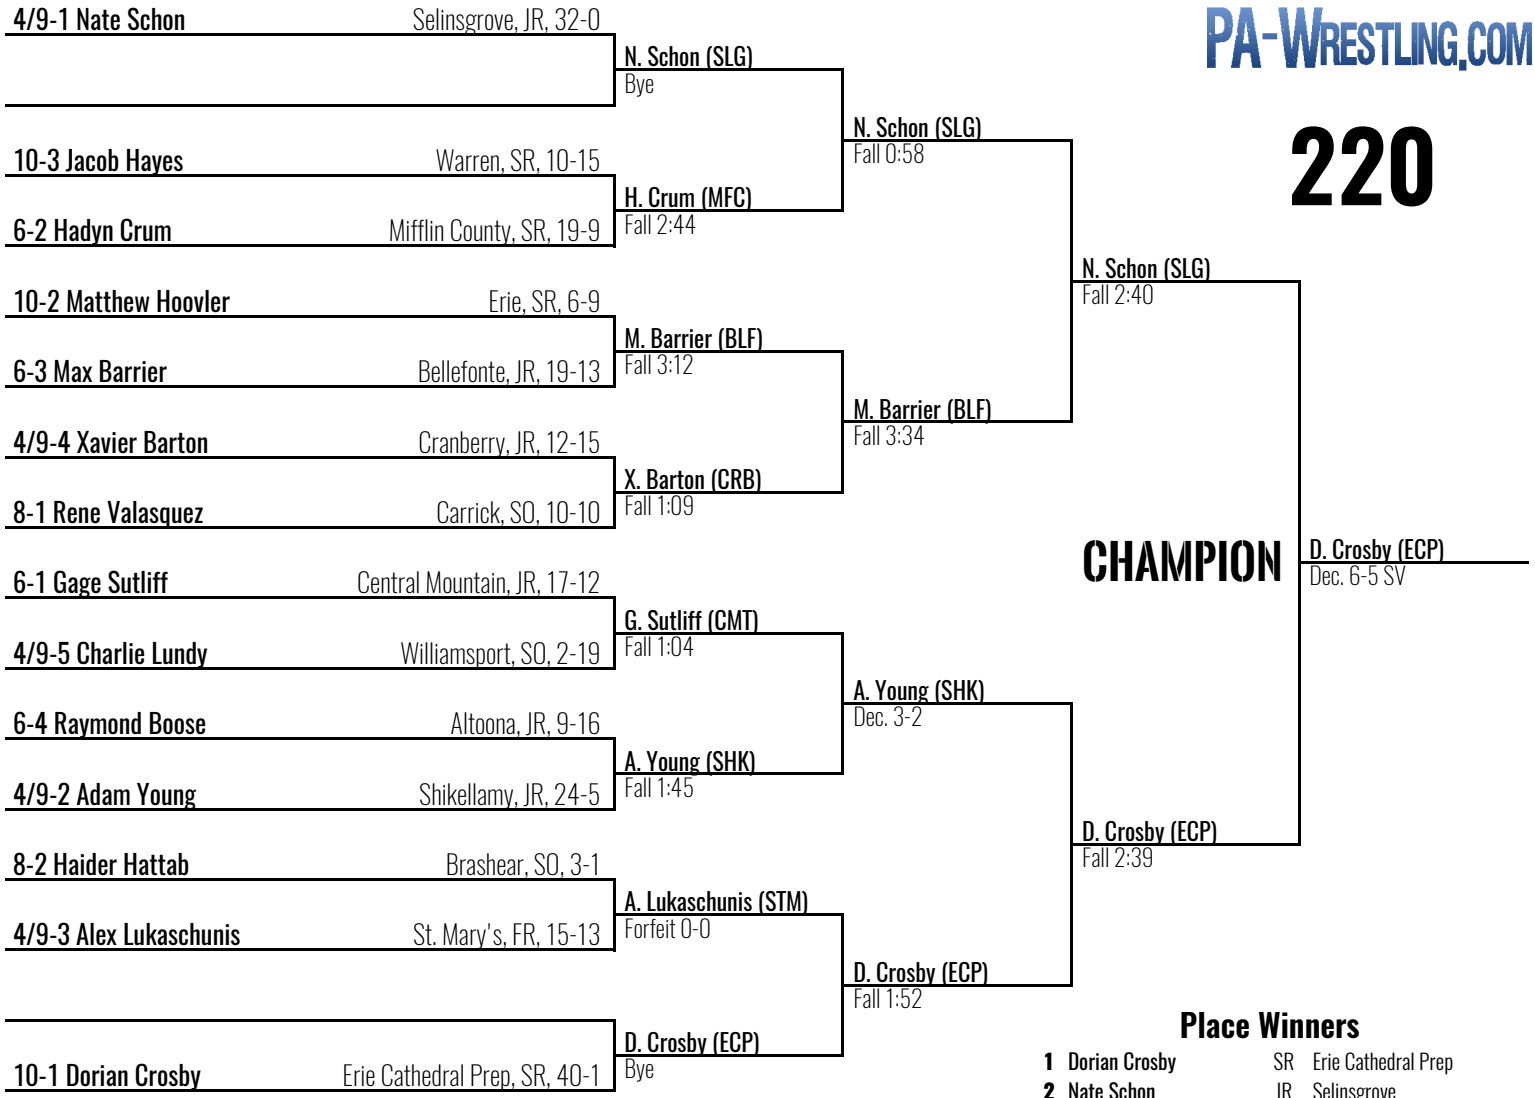 4/9-1 Nate Schon Selinsgrove, JR, 32-0
PA-WRESTLING.COM
N. Schon (SLG)
Bye
N. Schon (SLG)
Fall 0:58
220
10-3 Jacob Hayes Warren, SR, 10-15
H. Crum (MFC)
Fall 2:44
6-2 Hadyn Crum Mifflin County, SR, 19-9
N. Schon (SLG)
Fall 2:40
10-2 Matthew Hoovler Erie, SR, 6-9
M. Barrier (BLF)
Fall 3:12
6-3 Max Barrier Bellefonte, JR, 19-13
M. Barrier (BLF)
Fall 3:34
4/9-4 Xavier Barton Cranberry, JR, 12-15
X. Barton (CRB)
Fall 1:09
8-1 Rene Valasquez Carrick, SO, 10-10
CHAMPION
D. Crosby (ECP)
Dec. 6-5 SV
6-1 Gage Sutliff Central Mountain, JR, 17-12
G. Sutliff (CMT)
Fall 1:04
4/9-5 Charlie Lundy Williamsport, SO, 2-19
A. Young (SHK)
Dec. 3-2
6-4 Raymond Boose Altoona, JR, 9-16
A. Young (SHK)
Fall 1:45
4/9-2 Adam Young Shikellamy, JR, 24-5
D. Crosby (ECP)
Fall 2:39
8-2 Haider Hattab Brashear, SO, 3-1
A. Lukaschunis (STM)
Forfeit 0-0
4/9-3 Alex Lukaschunis St. Mary's, FR, 15-13
D. Crosby (ECP)
Fall 1:52
D. Crosby (ECP)
Bye
10-1 Dorian Crosby Erie Cathedral Prep, SR, 40-1
Place Winners
1 Dorian Crosby SR Erie Cathedral Prep
2 Nate Schon JR Selinsgrove